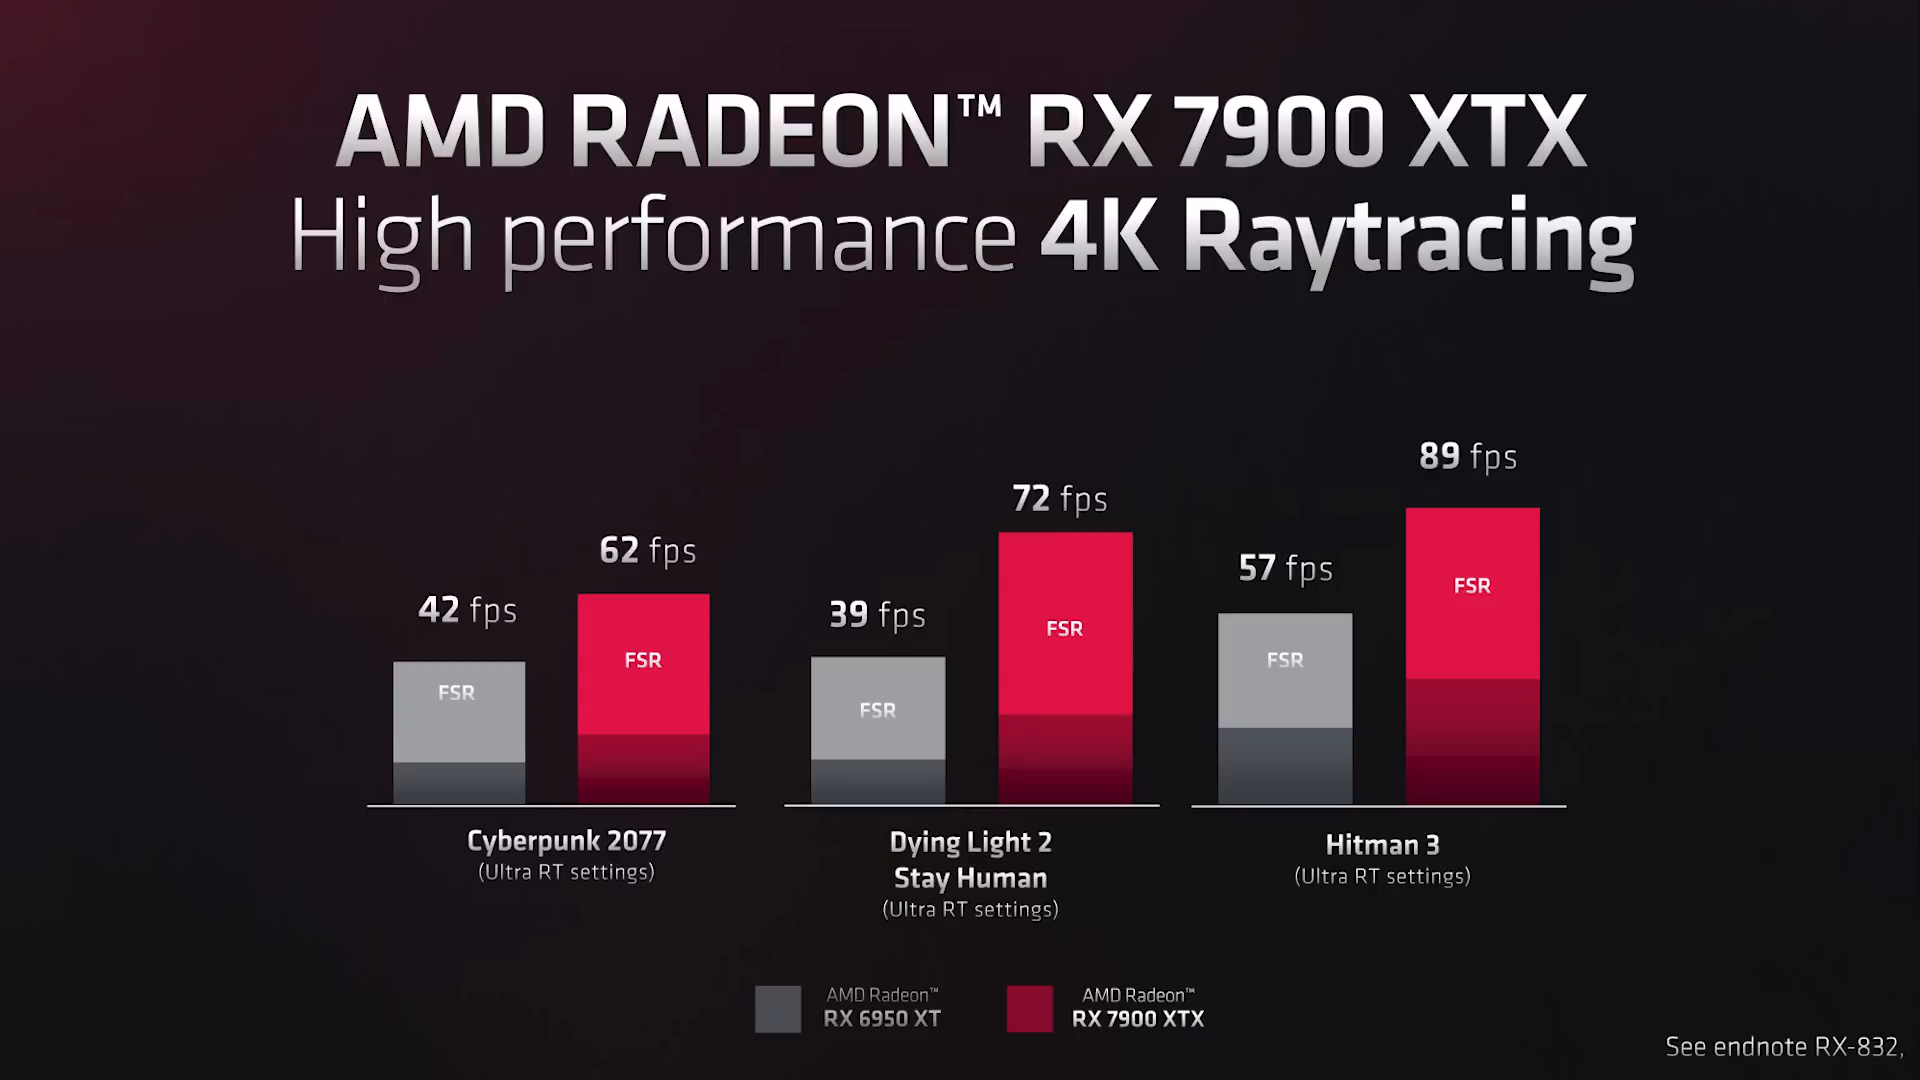 AMD RADEON™ RX 7900 XTX
High performance 4K Raytracing
42 fps
62 fps
39 fps
72 fps
57 fps
89 fps
FSR
FSR
FSR
FSR
FSR
FSR
Cyberpunk 2077
(Ultra RT settings)
Dying Light 2
Stay Human
(Ultra RT settings)
Hitman 3
(Ultra RT settings)
AMD Radeon™
RX 6950 XT
AMD Radeon™
RX 7900 XTX
See endnote RX-832,